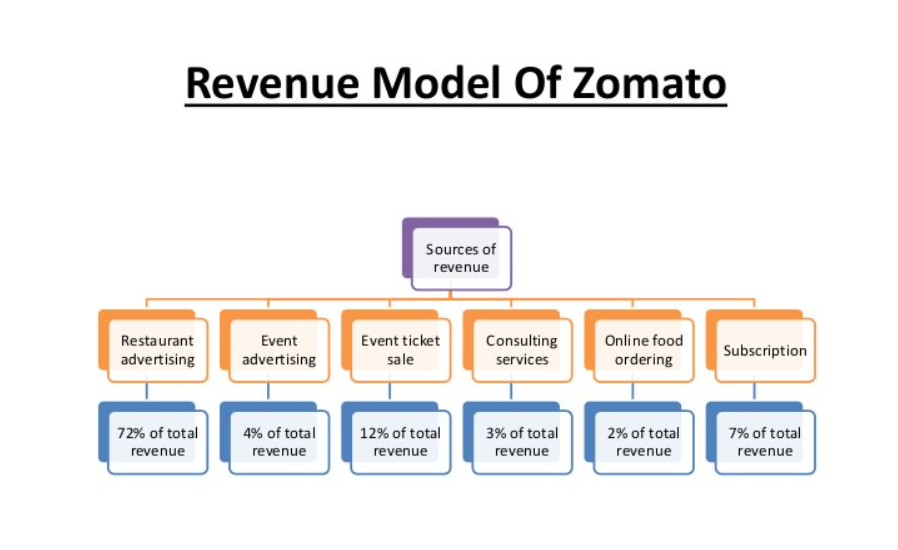 Revenue Model Of Zomato
Sources of
revenue
Restaurant
advertising
Event
advertising
Event ticket
sale
Consulting
services
Online food
ordering
Subscription
72% of total
revenue
4% of total
revenue
12% of total
revenue
3% of total
revenue
2% of total
revenue
7% of total
revenue